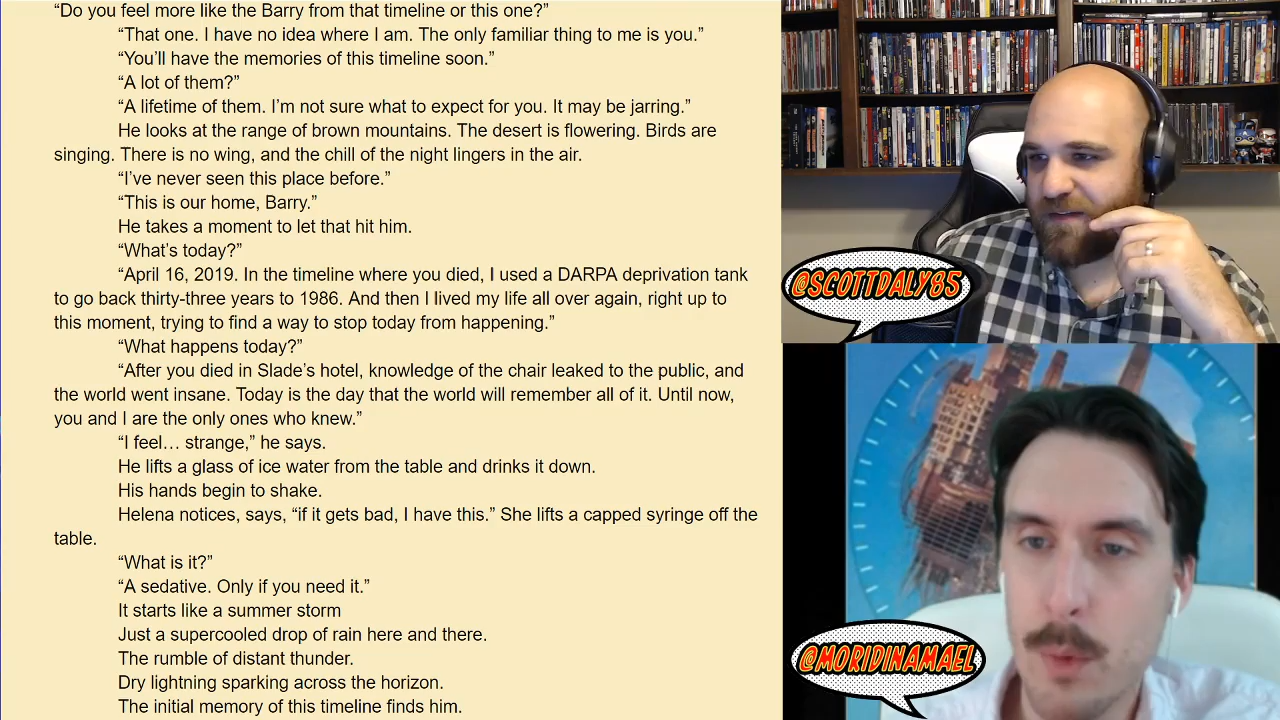 “Do you feel more like the Barry from that timeline or this one?”
“That one. I have no idea where I am. The only familiar thing to me is you.”
“You’ll have the memories of this timeline soon.”
“A lot of them?”
“A lifetime of them. I’m not sure what to expect for you. It may be jarring.”
He looks at the range of brown mountains. The desert is flowering. Birds are
singing. There is no wing, and the chill of the night lingers in the air.
“I’ve never seen this place before.”
“This is our home, Barry.”
He takes a moment to let that hit him.
“What’s today?”
“April 16, 2019. In the timeline where you died, I used a DARPA deprivation tank
to go back thirty-three years to 1986. And then I lived my life all over again, right up to
this moment, trying to find a way to stop today from happening.”
“What happens today?”
“After you died in Slade’s hotel, knowledge of the chair leaked to the public, and
the world went insane. Today is the day that the world will remember all of it. Until now,
you and I are the only ones who knew.”
“I feel… strange,” he says.
He lifts a glass of ice water from the table and drinks it down.
His hands begin to shake.
Helena notices, says, “if it gets bad, I have this.” She lifts a capped syringe off the
table.
“What is it?”
“A sedative. Only if you need it.”
It starts like a summer storm
Just a supercooled drop of rain here and there.
The rumble of distant thunder.
Dry lightning sparking across the horizon.
The initial memory of this timeline finds him.
@SCOTTDALY85
@MORIDINAMAEL